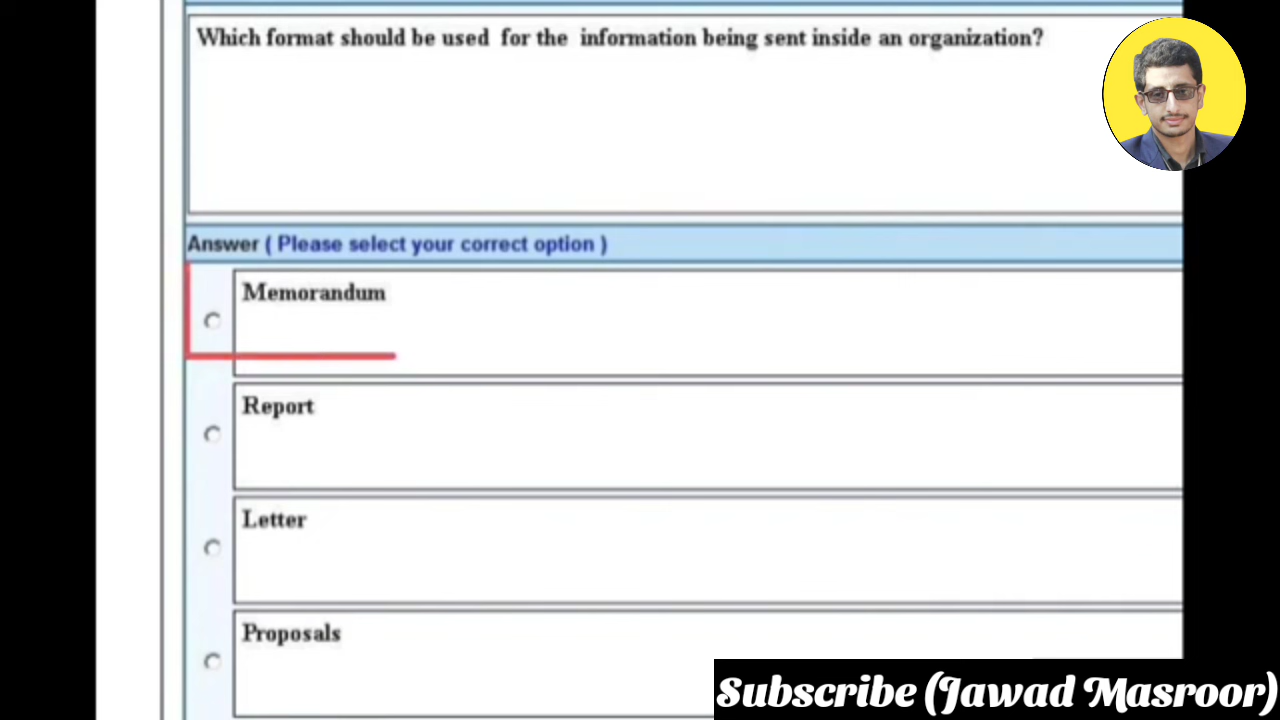 Which format should be used for the information being sent inside an organization?
Answer ( Please select your correct option )
Memorandum
Report
Letter
Proposals
Subscribe (Jawad Masroor)